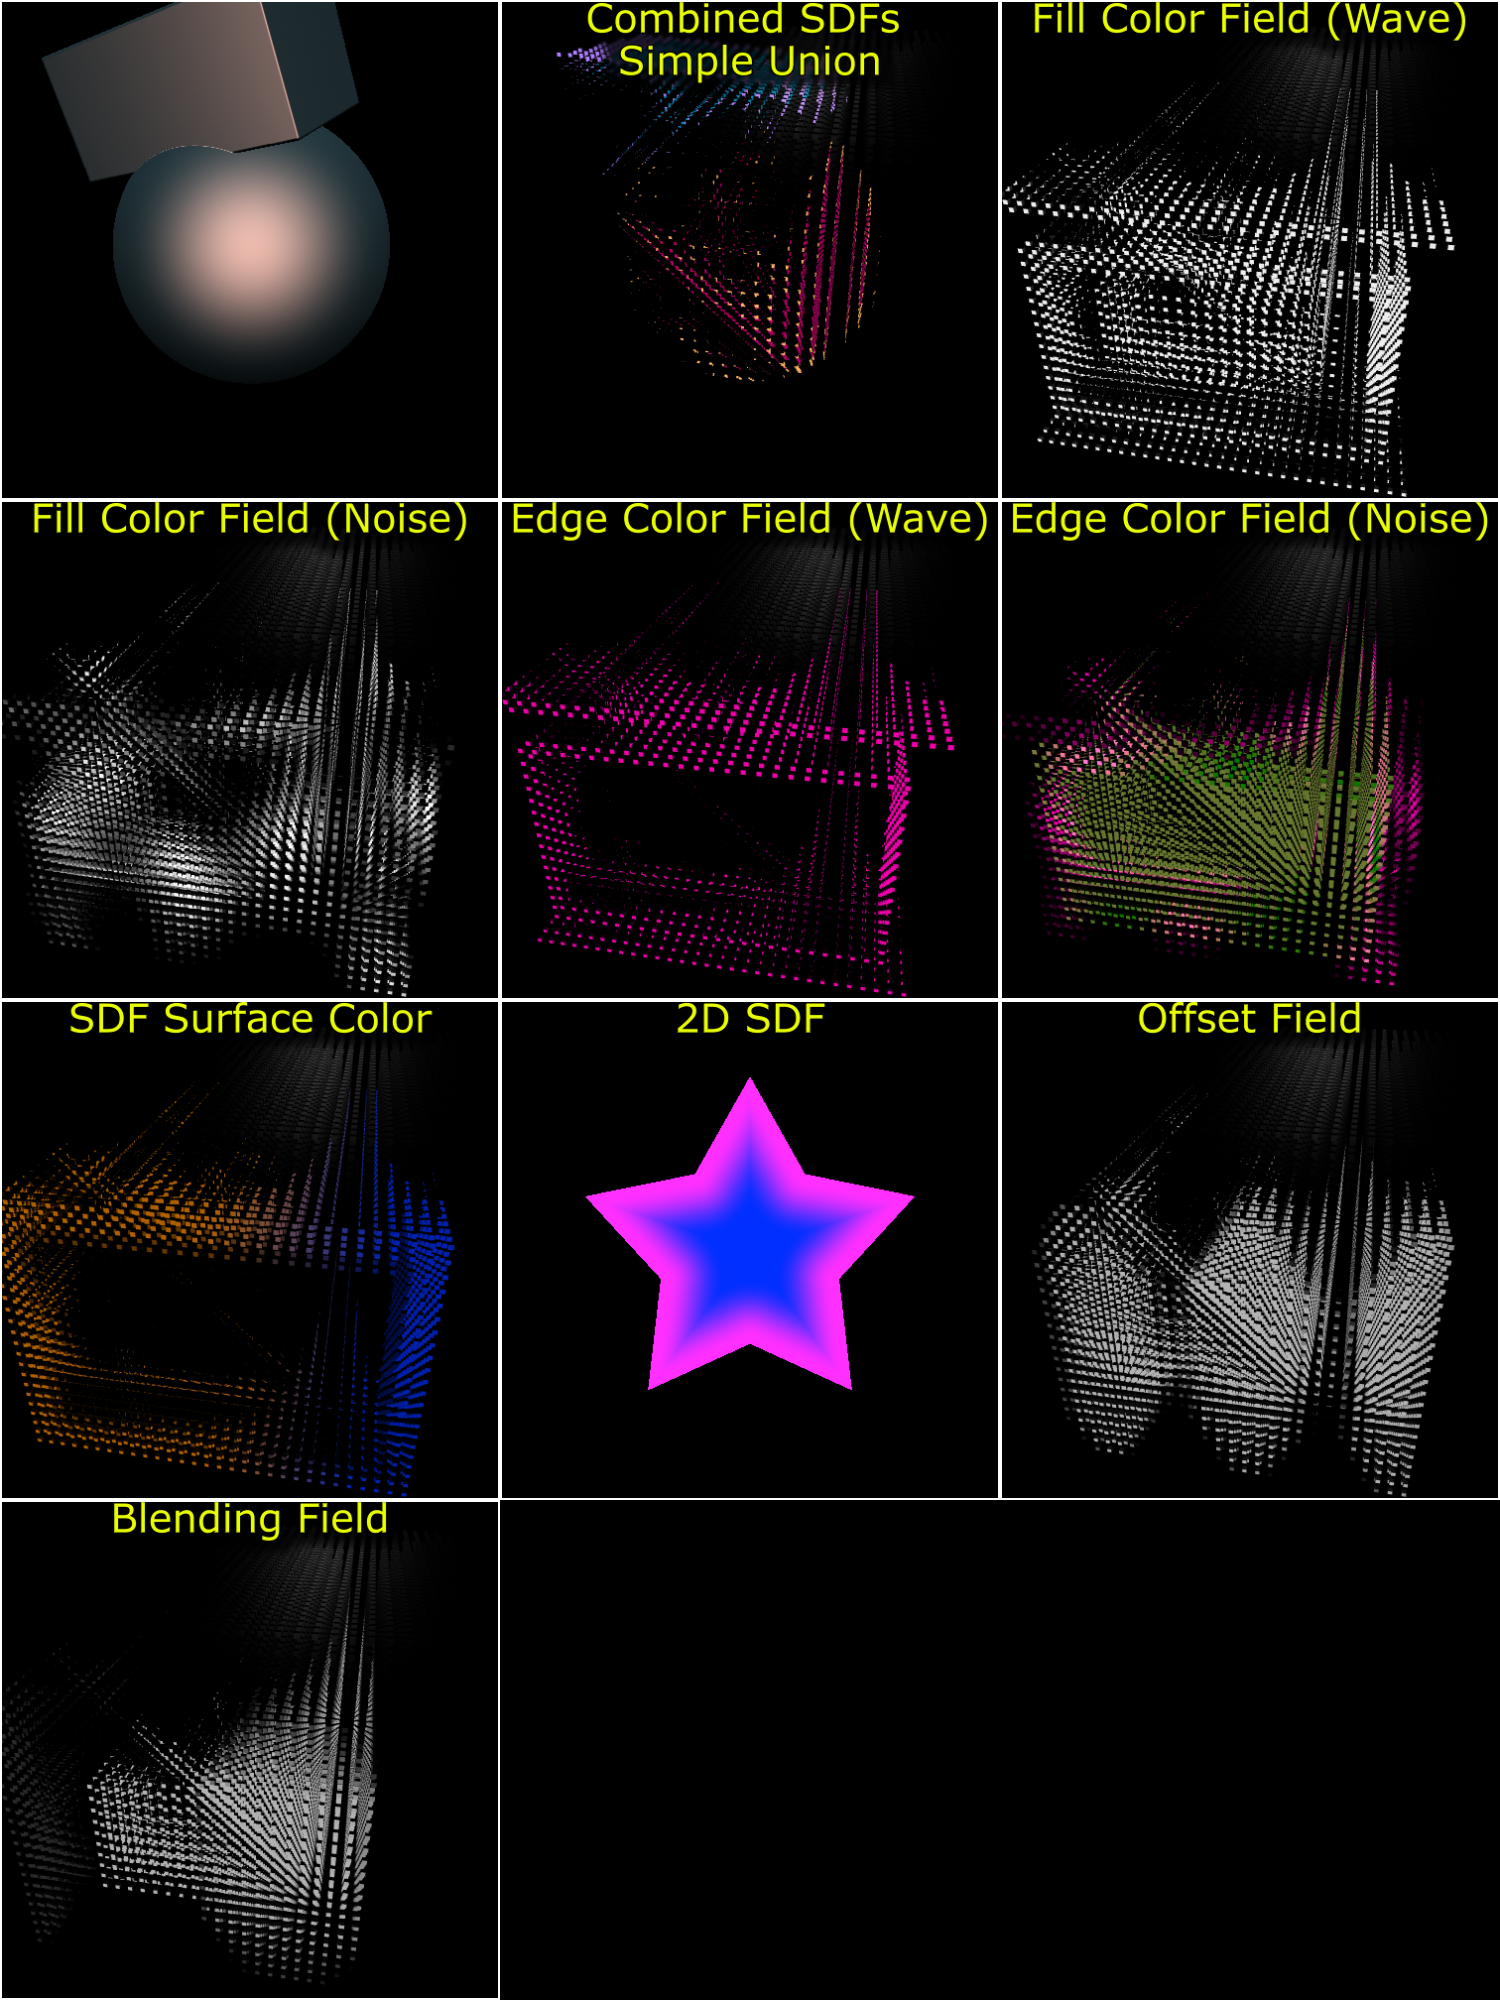 Combined SDFs
Simple Union
Fill Color Field (Wave)
Fill Color Field (Noise)
Edge Color Field (Wave)
Edge Color Field (Noise)
SDF Surface Color
2D SDF
Offset Field
Blending Field